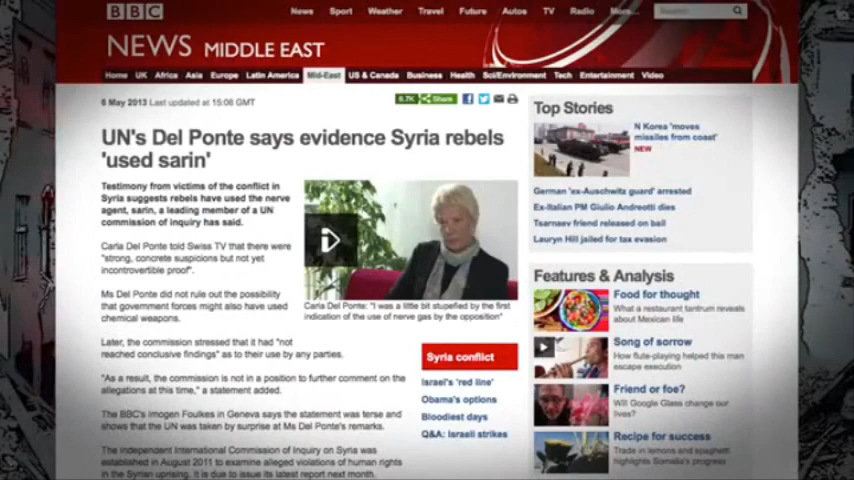 BBC
News Sport Weather Travel Future Autos TV Radio More...
Search
NEWS MIDDLE EAST
Home UK Africa Asia Europe Latin America Mid-East US & Canada Business Health Sci/Environment Tech Entertainment Video
6 May 2013 Last updated at 15:08 GMT
Share
UN's Del Ponte says evidence Syria rebels
'used sarin'
Testimony from victims of the conflict in
Syria suggests rebels have used the nerve
agent, sarin, a leading member of a UN
commission of inquiry has said.
Carla Del Ponte told Swiss TV that there were
"strong, concrete suspicions but not yet
incontrovertible proof".
Ms Del Ponte did not rule out the possibility
that government forces might also have used
chemical weapons.
Later, the commission stressed that it had "not
reached conclusive findings" as to their use by any parties.
"As a result, the commission is not in a position to further comment on the
allegations at this time," a statement added.
The BBC's Imogen Foulkes in Geneva says the statement was terse and
shows that the UN was taken by surprise at Ms Del Ponte's remarks.
The independent International Commission of Inquiry on Syria was
established in August 2011 to examine alleged violations of human rights
in the Syrian uprising. It is due to issue its latest report next month.
Carla Del Ponte: "I was a little bit stupefied by the first
indication of the use of nerve gas by the opposition"
Syria conflict
Israel's 'red line'
Obama's options
Bloodiest days
Q&A: Israeli strikes
Top Stories
N Korea 'moves
missiles from coast'
NEW
German 'ex-Auschwitz guard' arrested
Ex-Italian PM Giulio Andreotti dies
Tsarnaev friend released on bail
Lauryn Hill jailed for tax evasion
Features & Analysis
Food for thought
What a restaurant tantrum reveals
about Mexican life
Song of sorrow
How flute-playing helped this man
escape execution
Friend or foe?
Will Google Glass change our
lives?
Recipe for success
Trade in lemons and spaghetti
highlights Somalia's progress